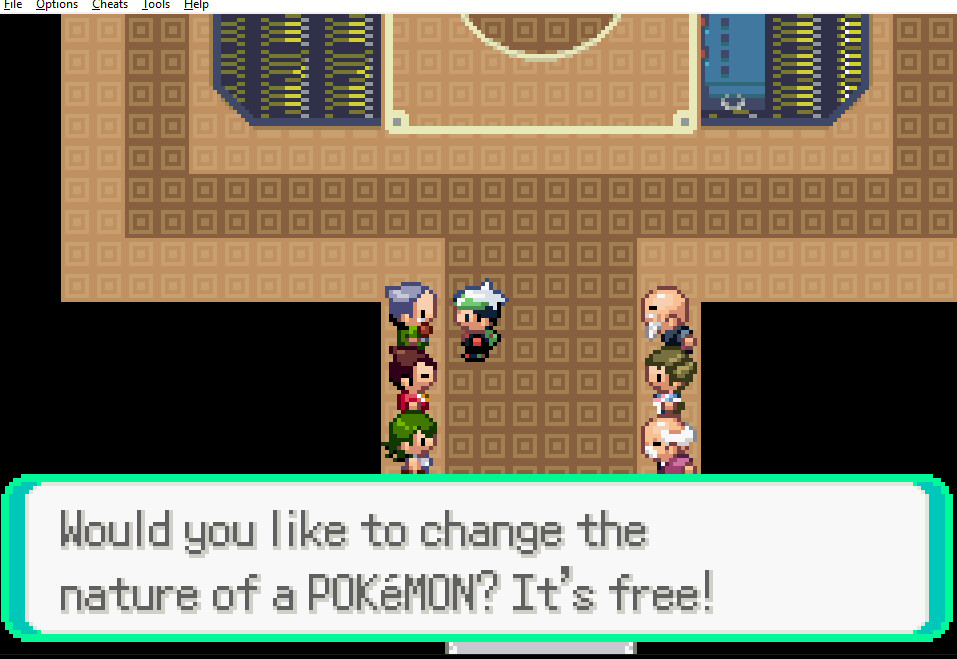 File Options Cheats Tools Help
Would you like to change the
nature of a POKéMON? It's free!